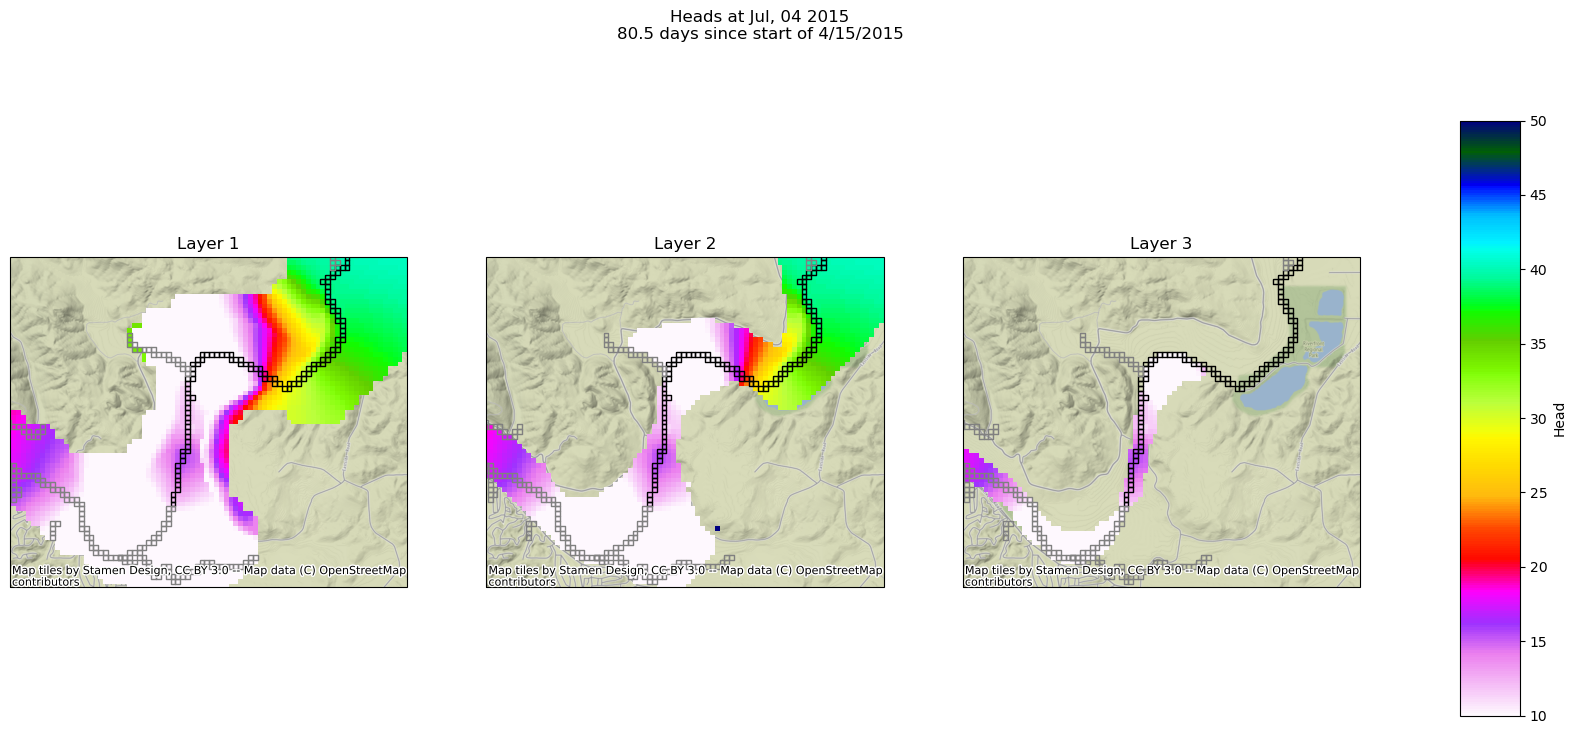 Heads at Jul, 04 2015
80.5 days since start of 4/15/2015
Layer 1
Layer 2
Layer 3
Map tiles by Stamen Design, CC BY 3.0 -- Map data (C) OpenStreetMap
contributors
Map tiles by Stamen Design, CC BY 3.0 -- Map data (C) OpenStreetMap
contributors
Map tiles by Stamen Design, CC BY 3.0 -- Map data (C) OpenStreetMap
contributors
50
45
40
35
30
25
20
15
10
Head